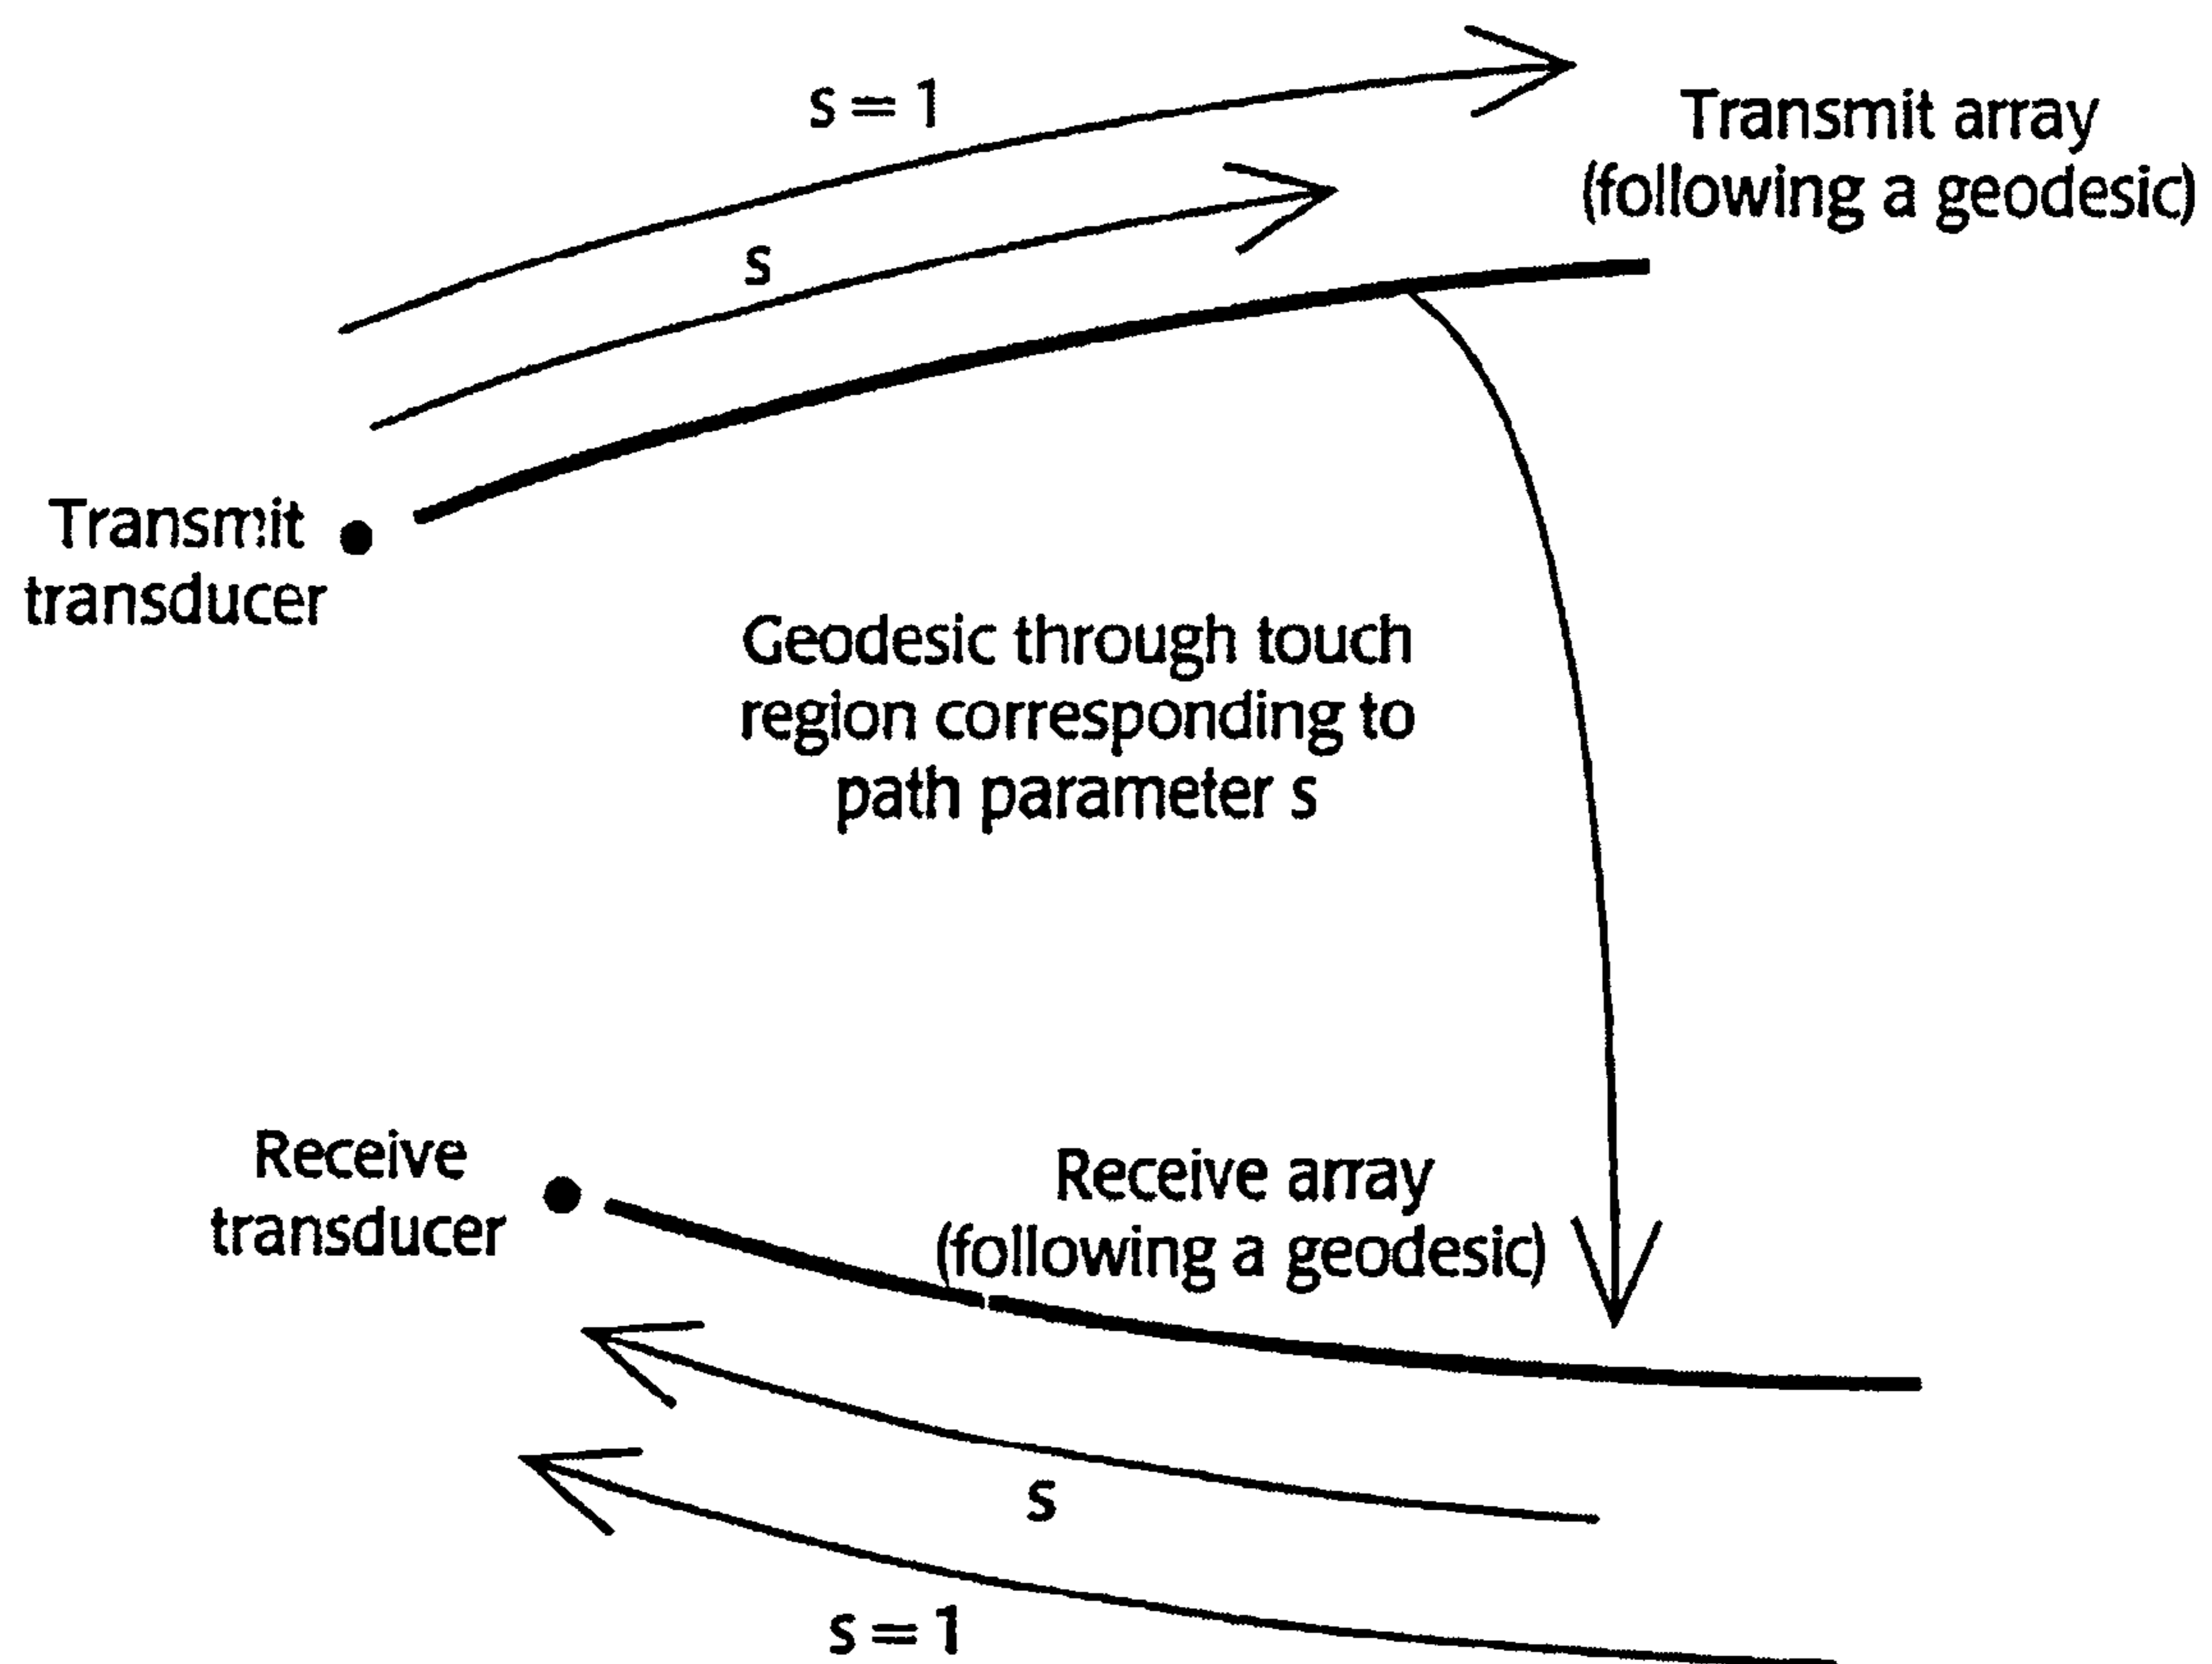 s = 1
Transmit array
(following a geodesic)
s
Transmit
transducer
Geodesic through touch
region corresponding to
path parameter s
Receive
transducer
Receive array
(following a geodesic)
s
s = 1